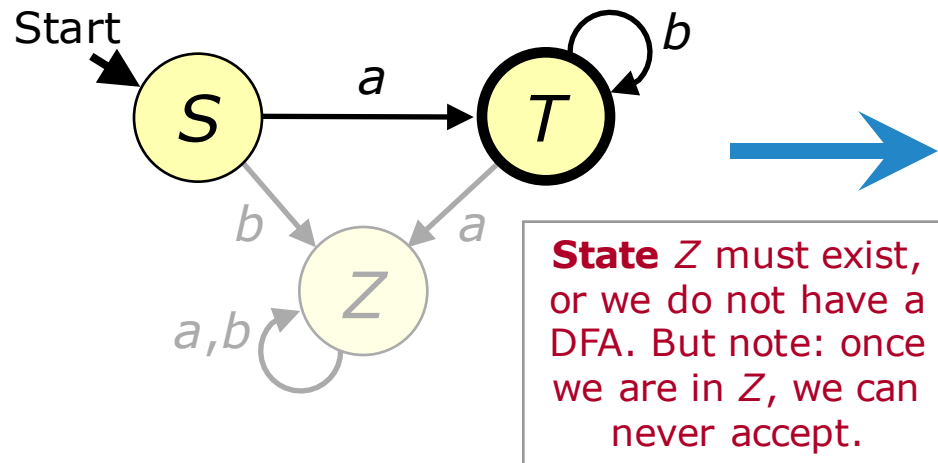 Start
b
a
S
T
b
a
Z
a,b
State Z must exist,
or we do not have a
DFA. But note: once
we are in Z, we can
never accept.